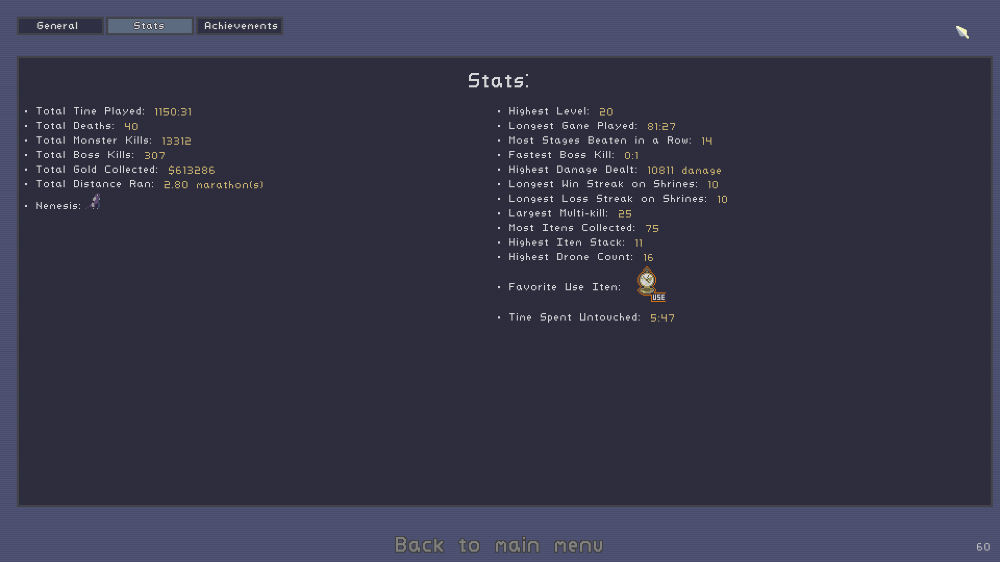 General
Stats
Achievements
Stats:
• Total Time Played: 1150:31
• Total Deaths: 40
• Total Monster Kills: 13312
• Total Boss Kills: 307
• Total Gold Collected: $613286
• Total Distance Ran: 2.80 marathon(s)
• Nemesis:
• Highest Level: 20
• Longest Game Played: 81:27
• Most Stages Beaten in a Row: 14
• Fastest Boss Kill: 0:1
• Highest Damage Dealt: 10811 damage
• Longest Win Streak on Shrines: 10
• Longest Loss Streak on Shrines: 10
• Largest Multi-kill: 25
• Most Items Collected: 75
• Highest Item Stack: 11
• Highest Drone Count: 16
• Favorite Use Item:
USE
• Time Spent Untouched: 5:47
Back to main menu
60